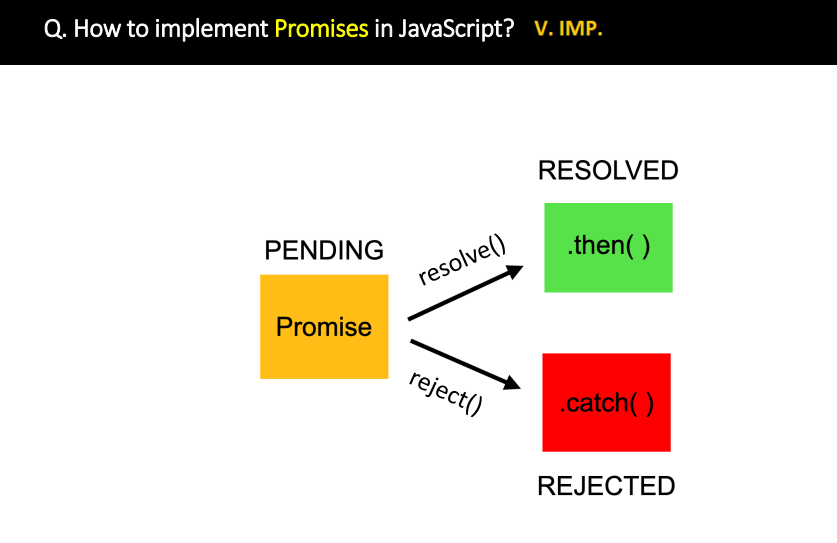 Q. How to implement Promises in JavaScript? V. IMP.
RESOLVED
.then( )
resolve()
PENDING
Promise
reject()
.catch( )
REJECTED